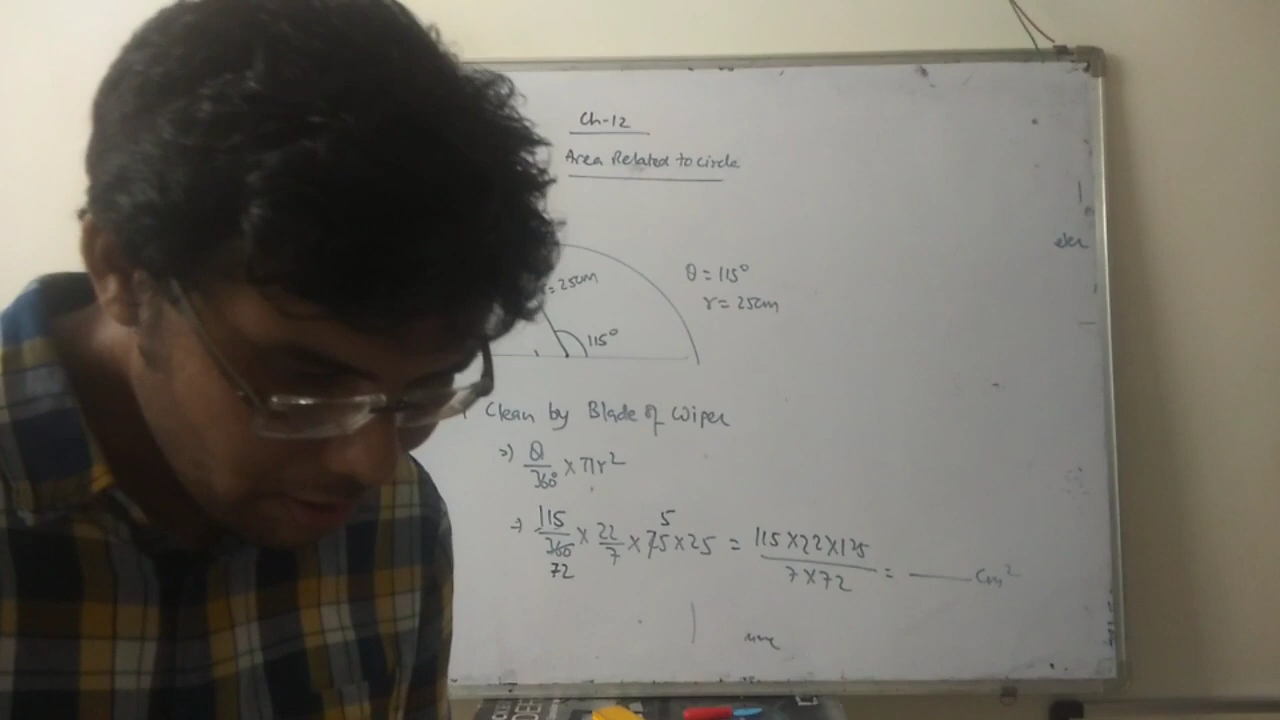 Ch-12
Area Related to circle
= 25cm
θ = 115°
r = 25cm
115°
Clean by Blade of Wiper
⇒) θ/360° × πr²
⇒ 115/360 × 22/7 × 25 × 25 = 115×22×125/7×72 = ——— cm²
5
72